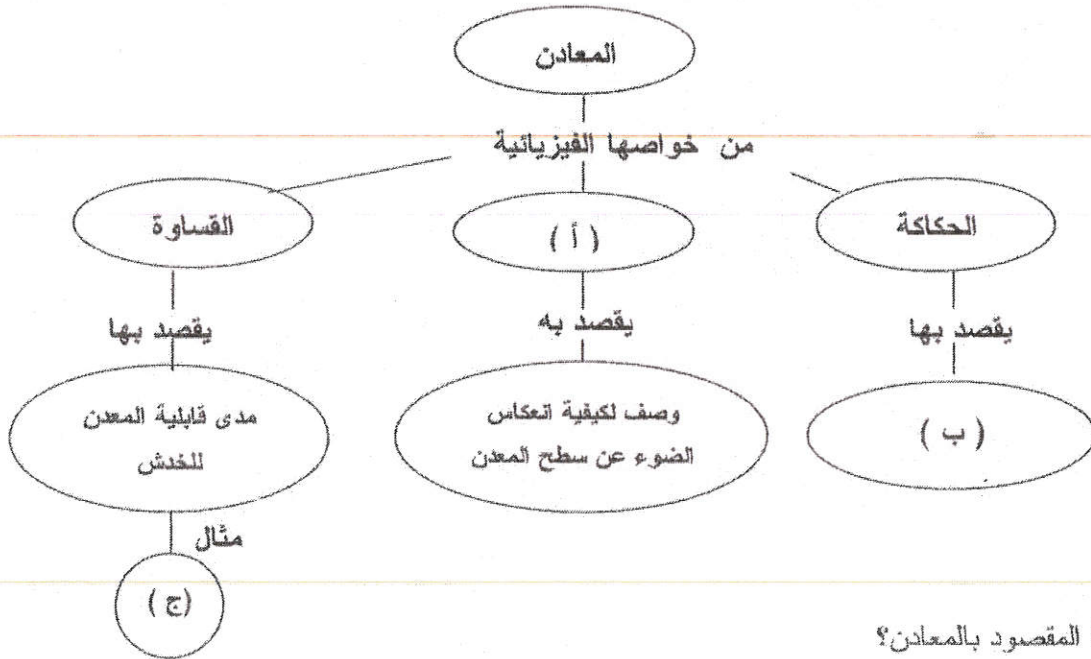 المعادن
من خواصها الفيزيائية
الحكاكة
( أ )
القساوة
يقصد بها
يقصد به
يقصد بها
( ب )
وصف لكيفية انعكاس
الضوء عن سطح المعدن
مدى قابلية المعدن
للخدش
مثال
( ج )
المقصود بالمعادن؟